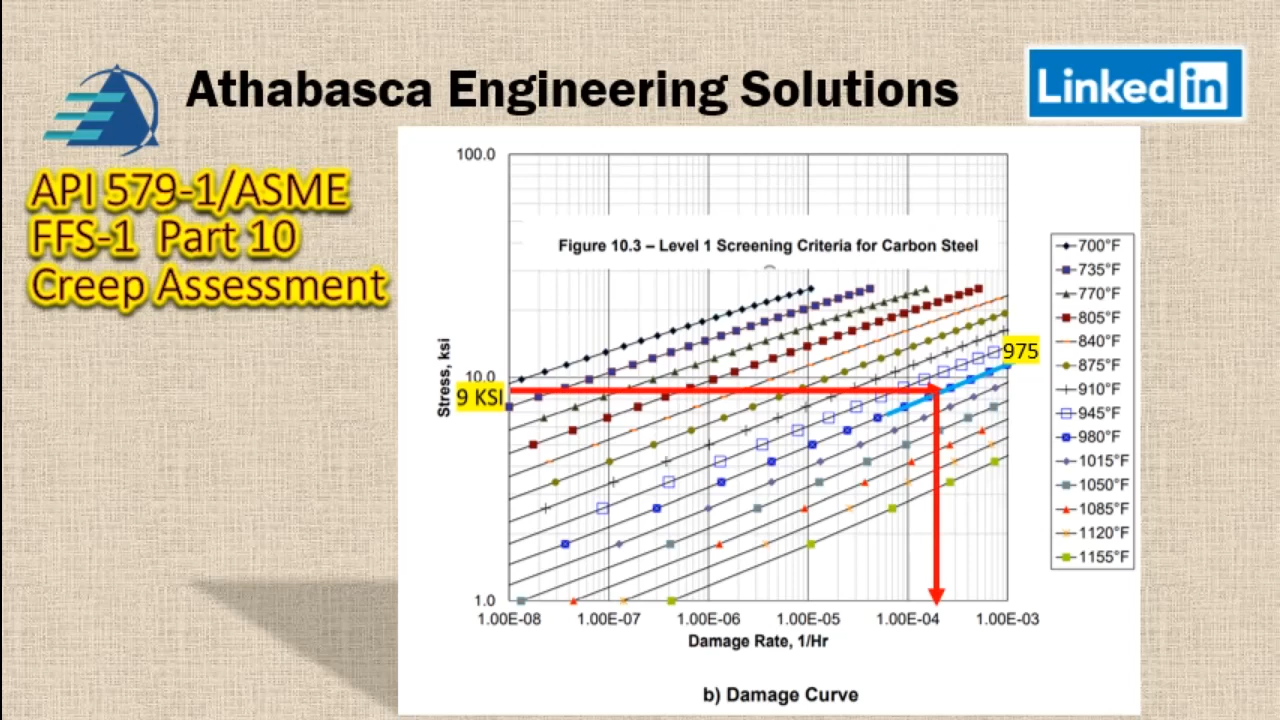 Athabasca Engineering Solutions
Linked in
API 579-1/ASME
FFS-1 Part 10
Creep Assessment
100.0
Figure 10.3 – Level 1 Screening Criteria for Carbon Steel
700°F
735°F
770°F
805°F
840°F
875°F
910°F
945°F
980°F
1015°F
1050°F
1085°F
1120°F
1155°F
975
10.0
Stress, ksi
9 KSI
1.0
1.00E-08 1.00E-07 1.00E-06 1.00E-05 1.00E-04 1.00E-03
Damage Rate, 1/Hr
b) Damage Curve